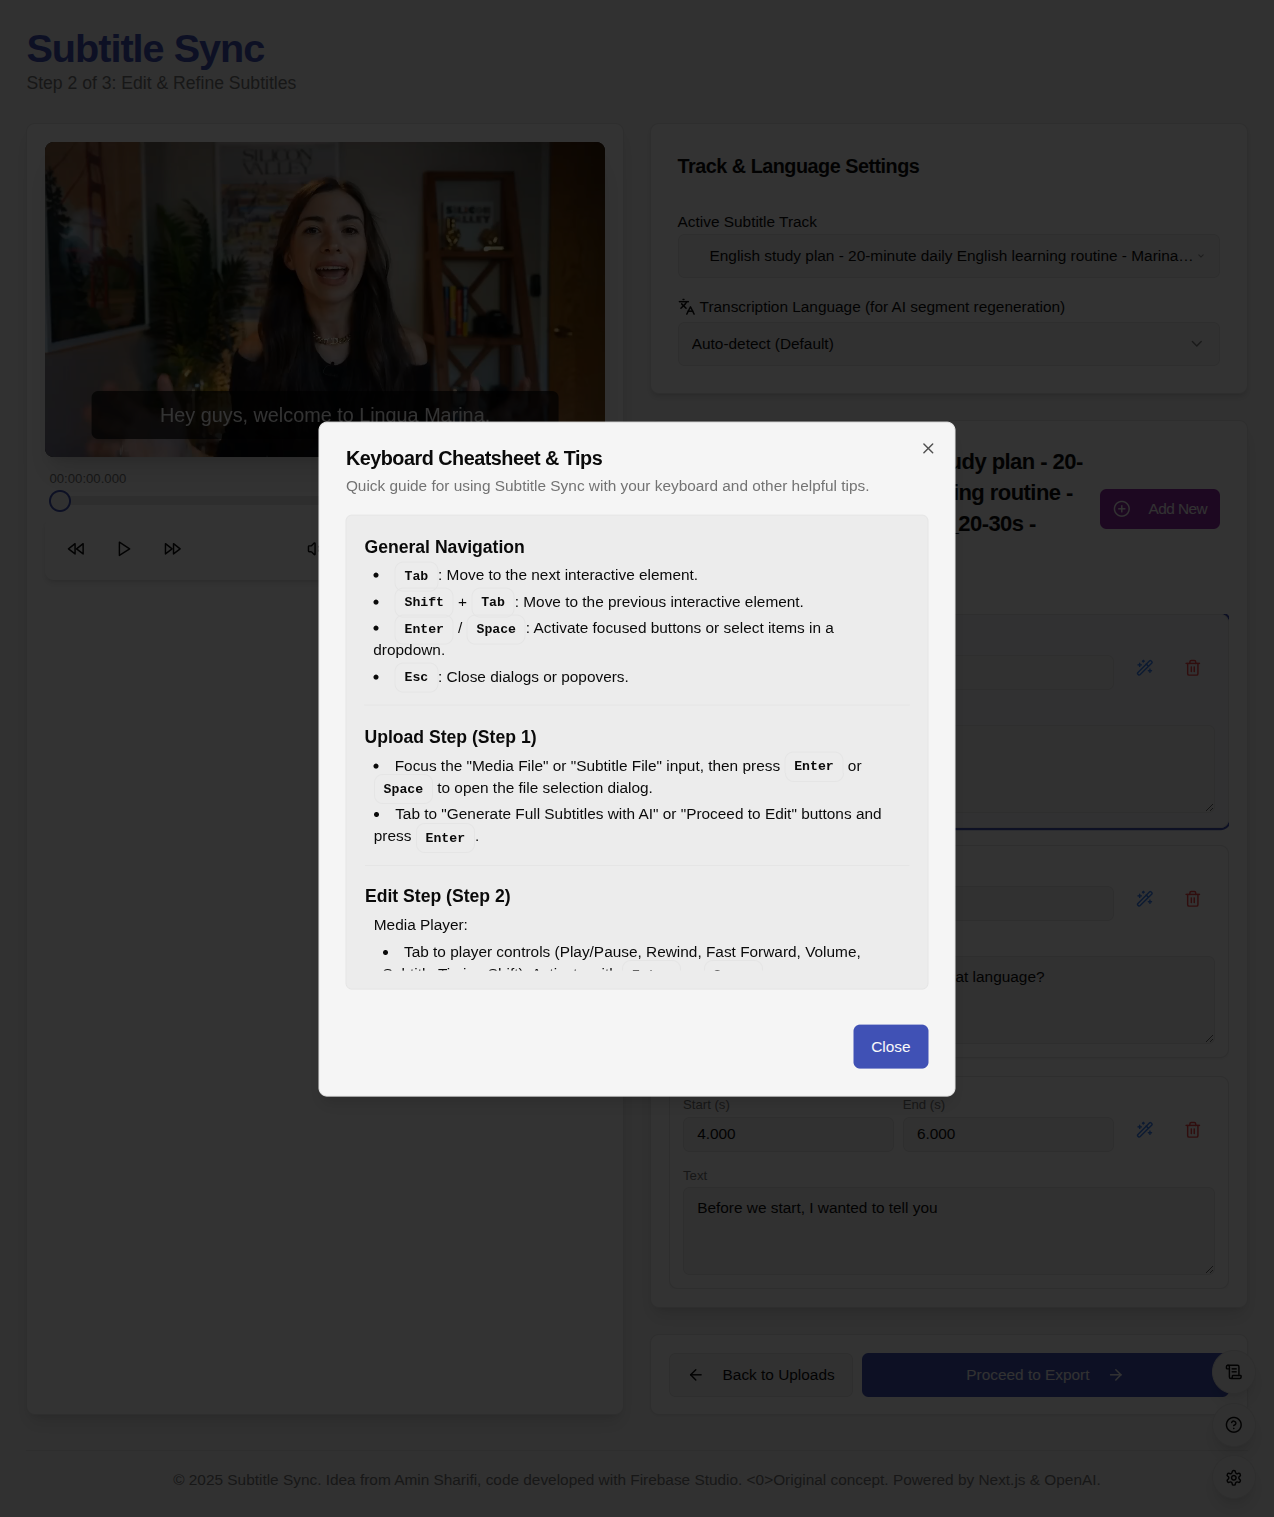 Subtitle Sync
Step 2 of 3: Edit & Refine Subtitles
SILICON
VALLEY
Hey guys, welcome to Lingua Marina.
00:00:00.000
Track & Language Settings
Active Subtitle Track
English study plan - 20-minute daily English learning routine - Marina…
Transcription Language (for AI segment regeneration)
Auto-detect (Default)
udy plan - 20-
ing routine -
_20-30s -
Add New
at language?
Start (s)
End (s)
4.000
6.000
Text
Before we start, I wanted to tell you
Back to Uploads
Proceed to Export
Keyboard Cheatsheet & Tips
Quick guide for using Subtitle Sync with your keyboard and other helpful tips.
General Navigation
• Tab : Move to the next interactive element.
• Shift + Tab : Move to the previous interactive element.
• Enter / Space : Activate focused buttons or select items in a
dropdown.
• Esc : Close dialogs or popovers.
Upload Step (Step 1)
• Focus the "Media File" or "Subtitle File" input, then press Enter or
Space to open the file selection dialog.
• Tab to "Generate Full Subtitles with AI" or "Proceed to Edit" buttons and
press Enter .
Edit Step (Step 2)
Media Player:
• Tab to player controls (Play/Pause, Rewind, Fast Forward, Volume,
Close
© 2025 Subtitle Sync. Idea from Amin Sharifi, code developed with Firebase Studio. <0>Original concept. Powered by Next.js & OpenAI.